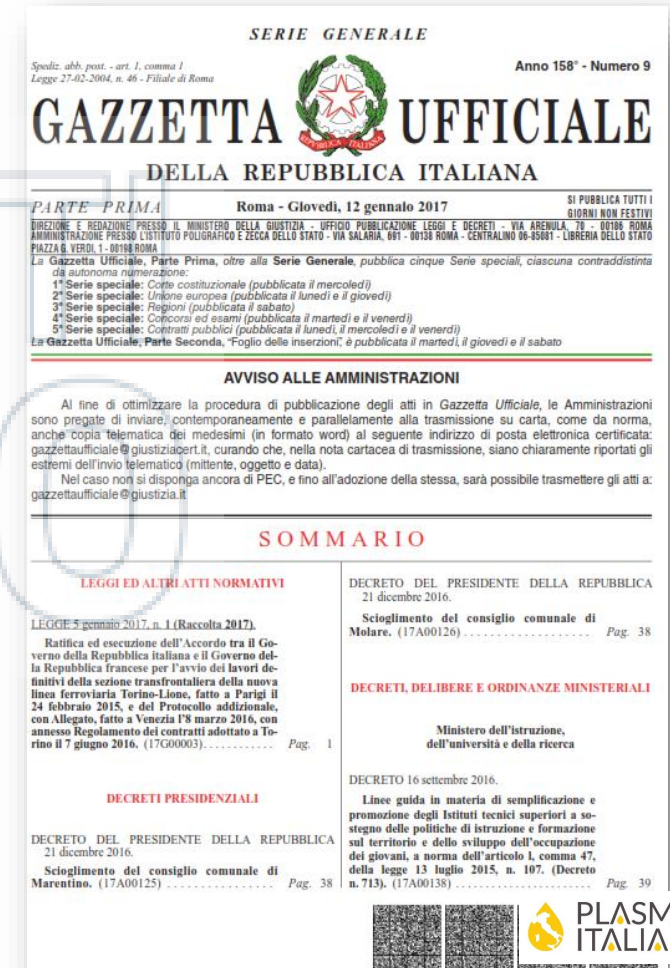 SERIE GENERALE
Spediz. abb. post. - art. 1, comma 1
Legge 27-02-2004, n. 46 - Filiale di Roma
Anno 158° - Numero 9
GAZZETTA UFFICIALE
DELLA REPUBBLICA ITALIANA
PARTE PRIMA
Roma - Giovedì, 12 gennaio 2017
SI PUBBLICA TUTTI I
GIORNI NON FESTIVI
DIREZIONE E REDAZIONE PRESSO IL MINISTERO DELLA GIUSTIZIA - UFFICIO PUBBLICAZIONE LEGGI E DECRETI - VIA ARENULA, 70 - 00186 ROMA
AMMINISTRAZIONE PRESSO L'ISTITUTO POLIGRAFICO E ZECCA DELLO STATO - VIA SALARIA, 691 - 00138 ROMA - CENTRALINO 06-85081 - LIBRERIA DELLO STATO
PIAZZA G. VERDI, 1 - 00198 ROMA
La Gazzetta Ufficiale, Parte Prima, oltre alla Serie Generale, pubblica cinque Serie speciali, ciascuna contraddistinta
da autonoma numerazione:
1ª Serie speciale: Corte costituzionale (pubblicata il mercoledì)
2ª Serie speciale: Unione europea (pubblicata il lunedì e il giovedì)
3ª Serie speciale: Regioni (pubblicata il sabato)
4ª Serie speciale: Concorsi ed esami (pubblicata il martedì e il venerdì)
5ª Serie speciale: Contratti pubblici (pubblicata il lunedì, il mercoledì e il venerdì)
La Gazzetta Ufficiale, Parte Seconda, "Foglio delle inserzioni", è pubblicata il martedì, il giovedì e il sabato
AVVISO ALLE AMMINISTRAZIONI
Al fine di ottimizzare la procedura di pubblicazione degli atti in Gazzetta Ufficiale, le Amministrazioni
sono pregate di inviare, contemporaneamente e parallelamente alla trasmissione su carta, come da norma,
anche copia telematica dei medesimi (in formato word) al seguente indirizzo di posta elettronica certificata:
gazzettaufficiale@giustiziacert.it, curando che, nella nota cartacea di trasmissione, siano chiaramente riportati gli
estremi dell'invio telematico (mittente, oggetto e data).
Nel caso non si disponga ancora di PEC, e fino all'adozione della stessa, sarà possibile trasmettere gli atti a:
gazzettaufficiale@giustizia.it
SOMMARIO
LEGGI ED ALTRI ATTI NORMATIVI
LEGGE 5 gennaio 2017, n. 1 (Raccolta 2017).
Ratifica ed esecuzione dell'Accordo tra il Go-
verno della Repubblica italiana e il Governo del-
la Repubblica francese per l'avvio dei lavori de-
finitivi della sezione transfrontaliera della nuova
linea ferroviaria Torino-Lione, fatto a Parigi il
24 febbraio 2015, e del Protocollo addizionale,
con Allegato, fatto a Venezia l'8 marzo 2016, con
annesso Regolamento dei contratti adottato a To-
rino il 7 giugno 2016. (17G00003)............ Pag. 1
DECRETI PRESIDENZIALI
DECRETO DEL PRESIDENTE DELLA REPUBBLICA
21 dicembre 2016.
Scioglimento del consiglio comunale di
Marentino. (17A00125) ................. Pag. 38
DECRETO DEL PRESIDENTE DELLA REPUBBLICA
21 dicembre 2016.
Scioglimento del consiglio comunale di
Molare. (17A00126) .................... Pag. 38
DECRETI, DELIBERE E ORDINANZE MINISTERIALI
Ministero dell'istruzione,
dell'università e della ricerca
DECRETO 16 settembre 2016.
Linee guida in materia di semplificazione e
promozione degli Istituti tecnici superiori a so-
stegno delle politiche di istruzione e formazione
sul territorio e dello sviluppo dell'occupazione
dei giovani, a norma dell'articolo 1, comma 47,
della legge 13 luglio 2015, n. 107. (Decreto
n. 713). (17A00138) ....................... Pag. 39
PLASM
ITALIA